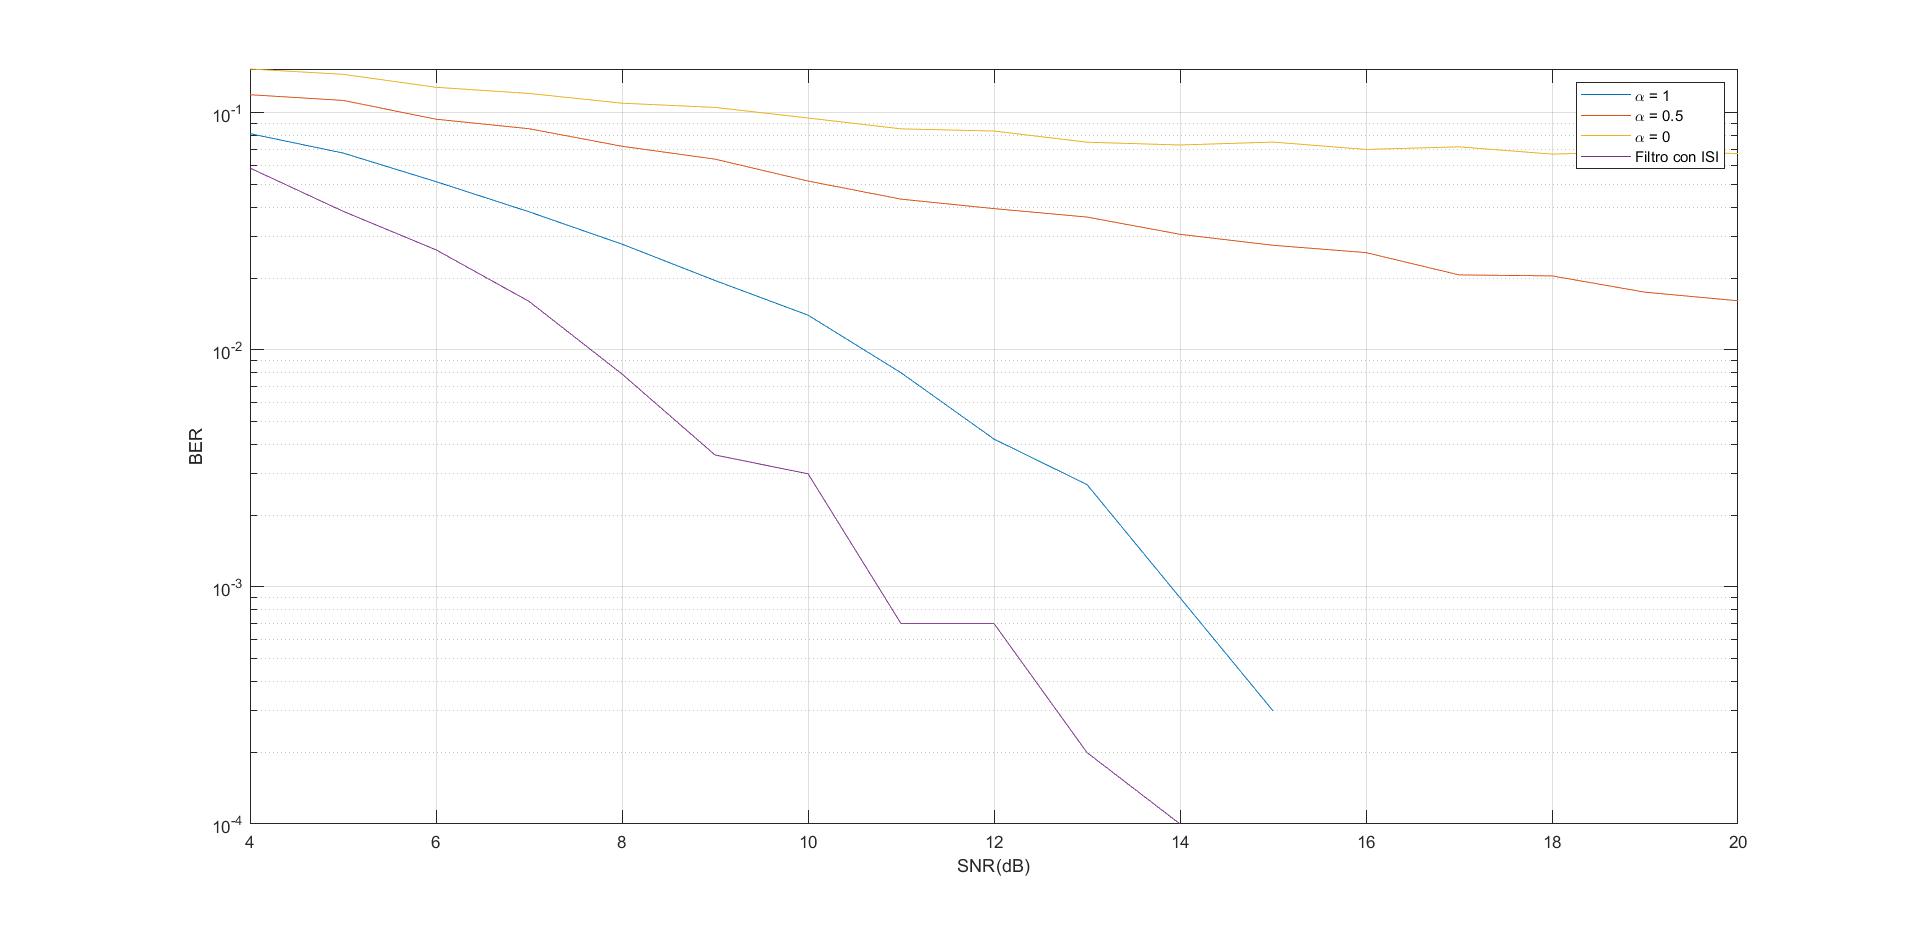 10-1
10-2
10-3
10-4
BER
4 6 8 10 12 14 16 18 20
SNR(dB)
α = 1
α = 0.5
α = 0
Filtro con ISI